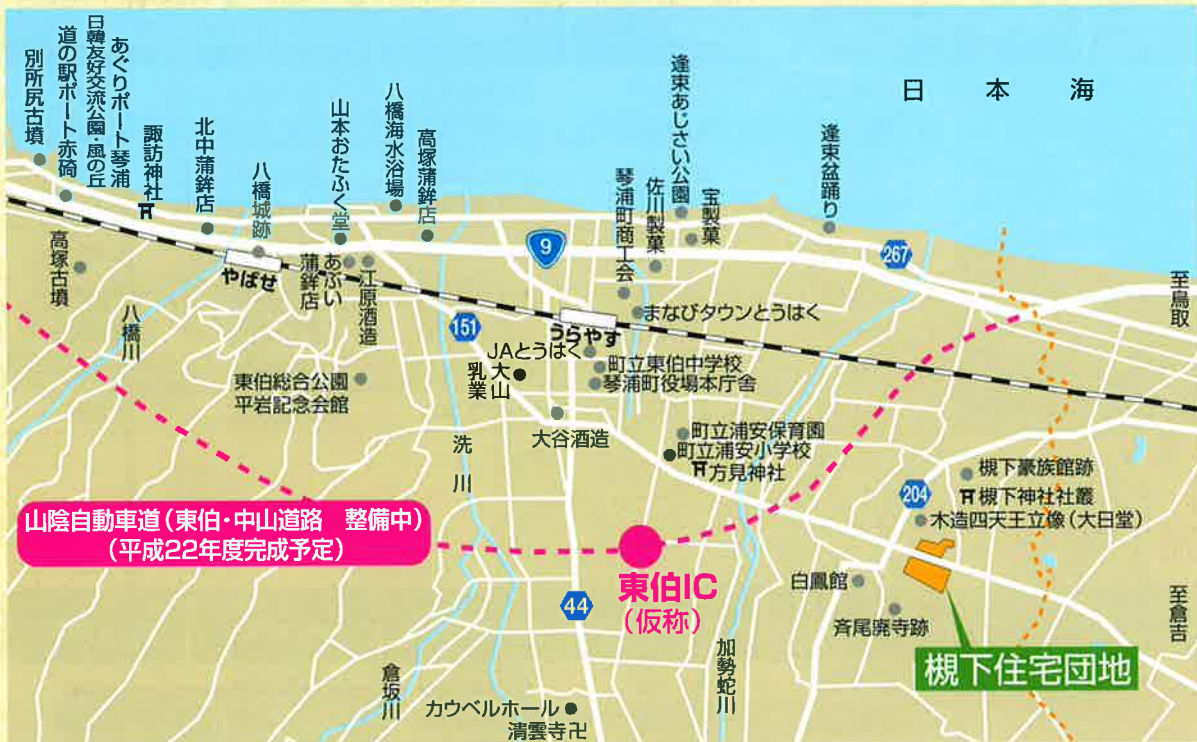 日本海
別所尻古墳
道の駅ポート赤碕
日韓友好交流公園・風の丘
あぐりポート琴浦
諏訪神社
北中蒲鉾店
八橋城跡
山本おたふく堂
八橋海水浴場
高塚蒲鉾店
逢束あじさい公園
琴浦町商工会
佐川製菓
宝製菓
逢束盆踊り
9
267
至鳥取
高塚古墳
やばせ
あぶい
蒲鉾店
江原酒造
八橋川
151
うらやす
まなびタウンとうはく
JAとうはく
大山
乳業
町立東伯中学校
琴浦町役場本庁舎
東伯総合公園
平岩記念会館
大谷酒造
洗川
町立浦安保育園
町立浦安小学校
方見神社
槻下豪族館跡
204
槻下神社社叢
木造四天王立像(大日堂)
山陰自動車道(東伯・中山道路 整備中)
(平成22年度完成予定)
東伯IC
(仮称)
44
白鳳館
斉尾廃寺跡
至倉吉
槻下住宅団地
加勢蛇川
倉坂川
カウベルホール
清雲寺卍